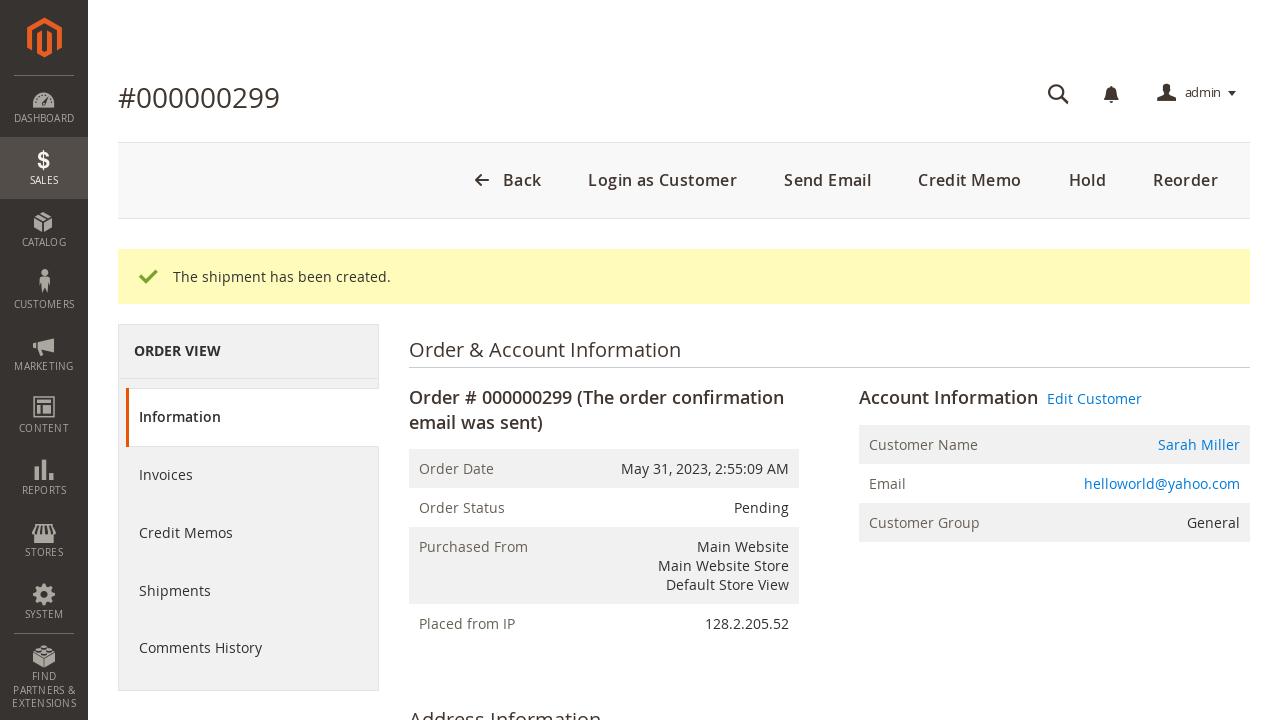 #000000299
admin
Back
Login as Customer
Send Email
Credit Memo
Hold
Reorder
The shipment has been created.
DASHBOARD
SALES
CATALOG
CUSTOMERS
MARKETING
CONTENT
REPORTS
STORES
SYSTEM
FIND
PARTNERS &
EXTENSIONS
ORDER VIEW
Information
Invoices
Credit Memos
Shipments
Comments History
Order & Account Information
Order # 000000299 (The order confirmation
email was sent)
Order Date May 31, 2023, 2:55:09 AM
Order Status Pending
Purchased From Main Website
Main Website Store
Default Store View
Placed from IP 128.2.205.52
Account Information Edit Customer
Customer Name Sarah Miller
Email helloworld@yahoo.com
Customer Group General
Address Information